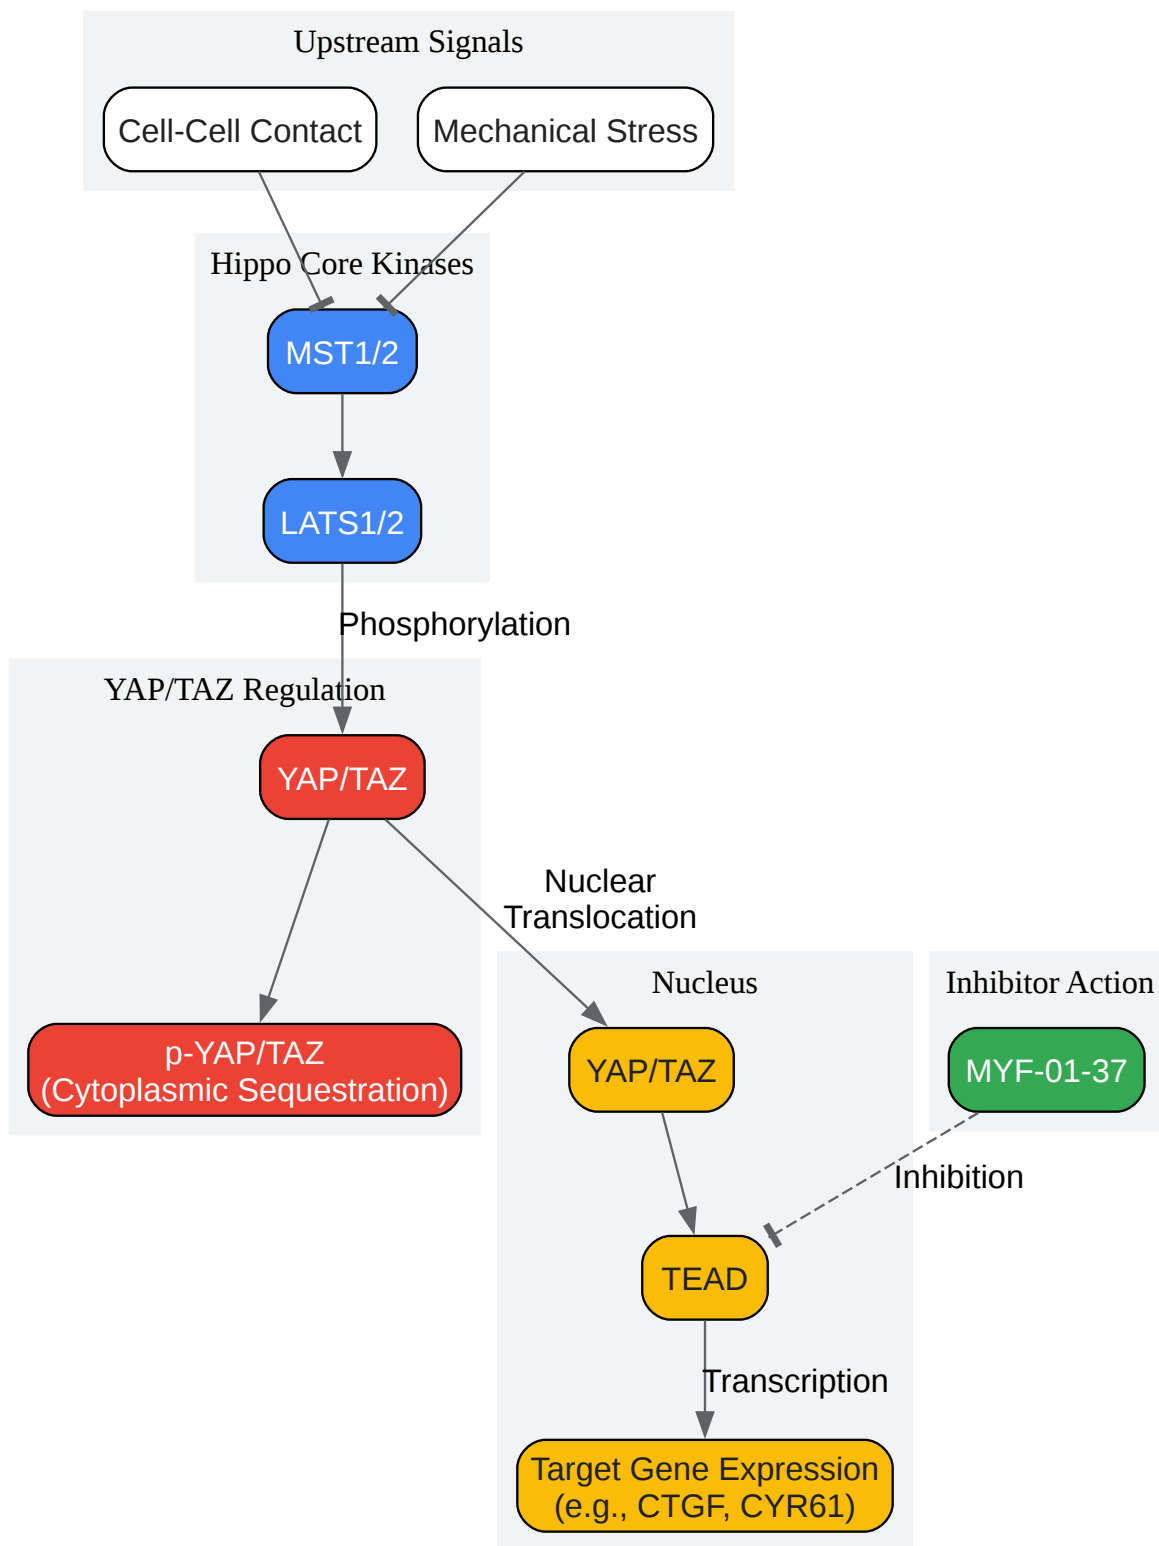 Upstream Signals
Cell-Cell Contact
Mechanical Stress
Hippo Core Kinases
MST1/2
LATS1/2
Phosphorylation
YAP/TAZ Regulation
YAP/TAZ
Nuclear
Translocation
Nucleus
Inhibitor Action
p-YAP/TAZ
(Cytoplasmic Sequestration)
YAP/TAZ
MYF-01-37
Inhibition
TEAD
Transcription
Target Gene Expression
(e.g., CTGF, CYR61)